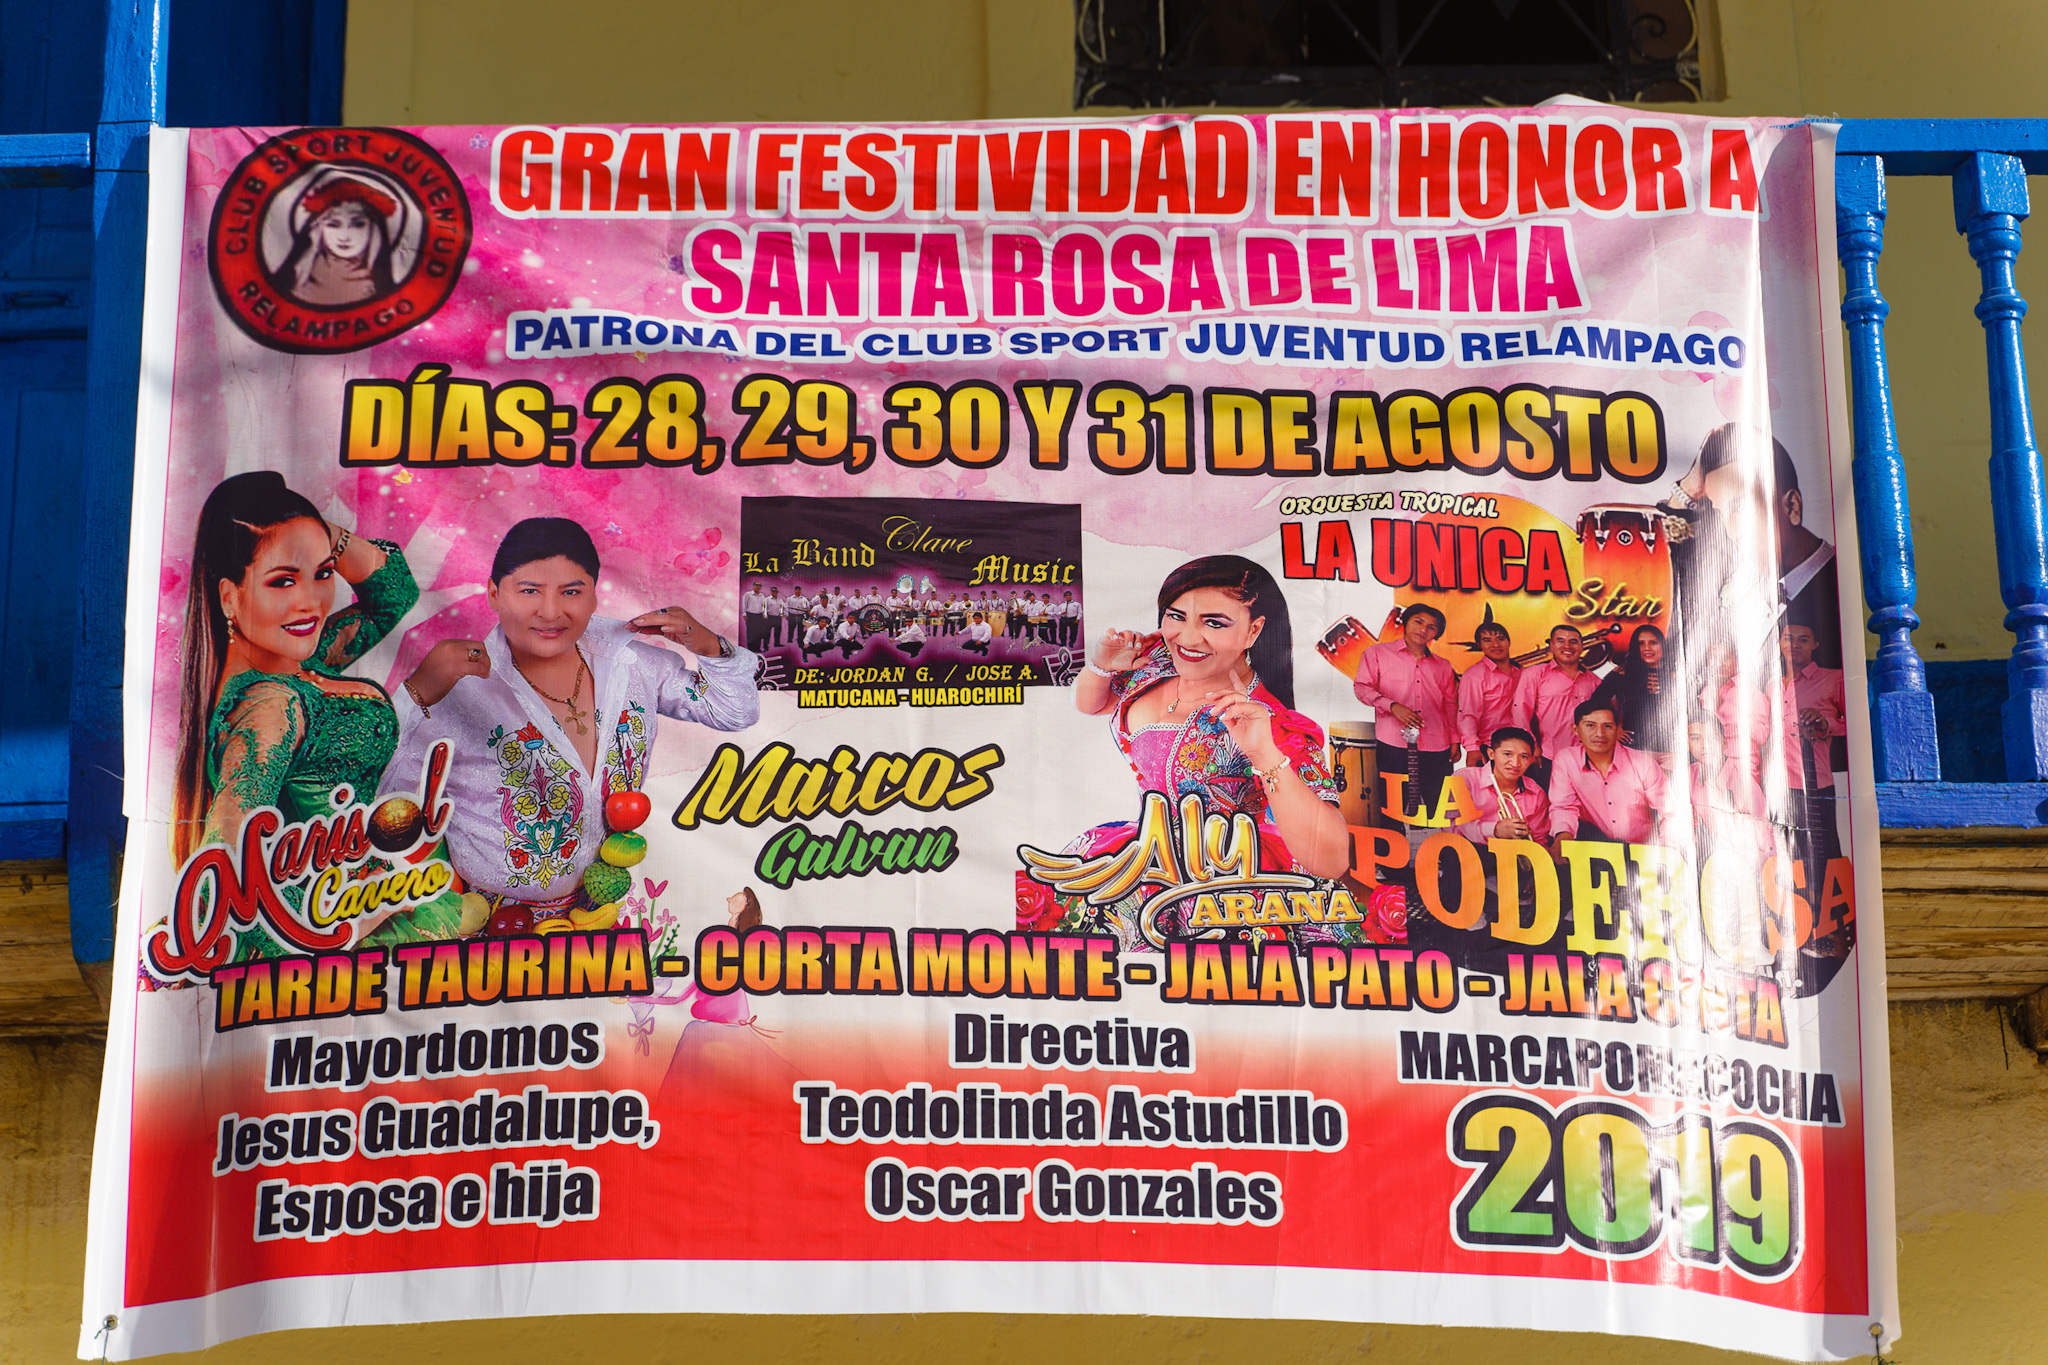 CLUB SPORT JUVENTUD
RELAMPAGO
GRAN FESTIVIDAD EN HONOR A
SANTA ROSA DE LIMA
PATRONA DEL CLUB SPORT JUVENTUD RELAMPAGO
DÍAS: 28, 29, 30 Y 31 DE AGOSTO
La Band Clave Music
DE: JORDAN G. / JOSE A.
MATUCANA - HUAROCHIRÍ
ORQUESTA TROPICAL
LA UNICA
Star
Marisol
Cavero
Marcos
Galvan
Aly
ARANA
LA
PODEROSA
TARDE TAURINA - CORTA MONTE - JALA PATO - JALA CINTA
Mayordomos
Jesus Guadalupe,
Esposa e hija
Directiva
Teodolinda Astudillo
Oscar Gonzales
MARCAPOMACOCHA
2019